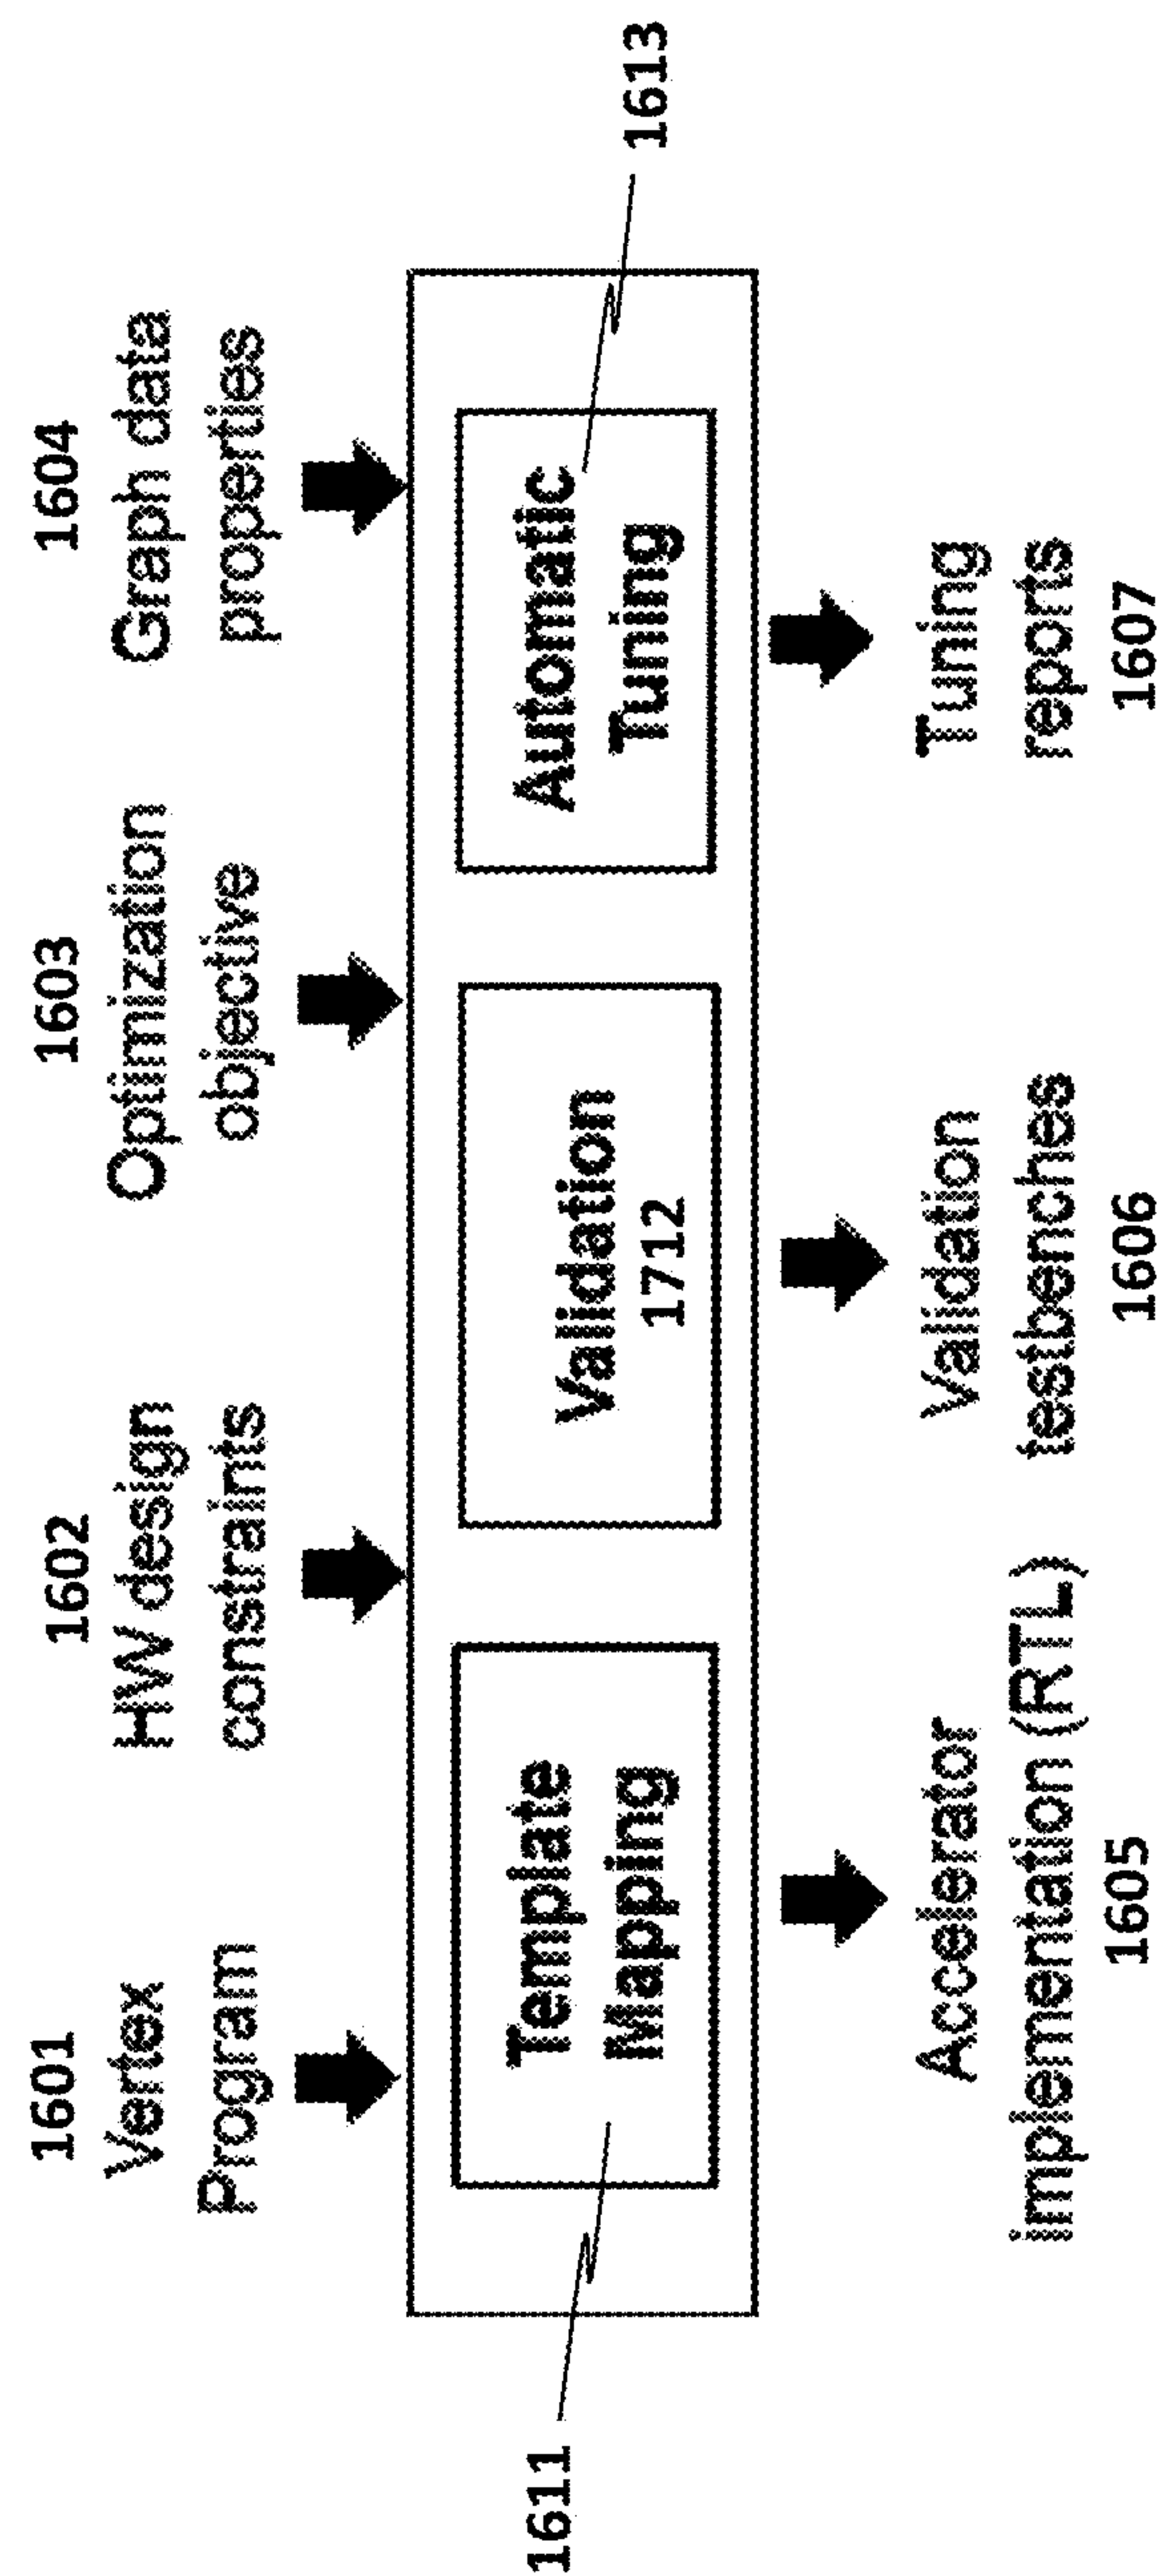 1601
Vertex
Program
1602
HW design
constraints
1603
Optimization
objective
1604
Graph data
properties
1611
Template
Mapping
Validation
1712
Automatic
Tuning
1613
Accelerator
implementation (RTL)
1605
Validation
testbenches
1606
Tuning
reports
1607